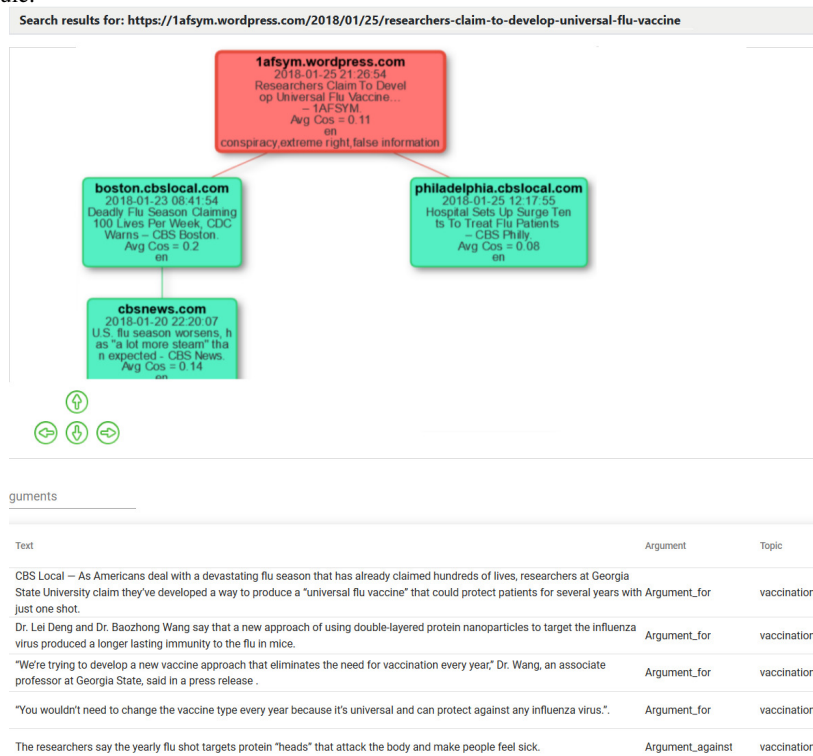 Search results for: https://1afsym.wordpress.com/2018/01/25/researchers-claim-to-develop-universal-flu-vaccine
1afsym.wordpress.com
2018-01-25 21:26:54
Researchers Claim To Devel
op Universal Flu Vaccine...
– 1AFSYM.
Avg Cos = 0.11
en
conspiracy,extreme right,false information
boston.cbslocal.com
2018-01-23 08:41:54
Deadly Flu Season Claiming
100 Lives Per Week, CDC
Warns – CBS Boston.
Avg Cos = 0.2
en
philadelphia.cbslocal.com
2018-01-25 12:17:55
Hospital Sets Up Surge Ten
ts To Treat Flu Patients
– CBS Philly.
Avg Cos = 0.08
en
cbsnews.com
2018-01-20 22:20:07
U.S. flu season worsens, h
as "a lot more steam" tha
n expected - CBS News.
Avg Cos = 0.14
en
guments
Text Argument Topic
CBS Local — As Americans deal with a devastating flu season that has already claimed hundreds of lives, researchers at Georgia
State University claim they've developed a way to produce a “universal flu vaccine” that could protect patients for several years with Argument_for vaccination
just one shot.
Dr. Lei Deng and Dr. Baozhong Wang say that a new approach of using double-layered protein nanoparticles to target the influenza
virus produced a longer lasting immunity to the flu in mice. Argument_for vaccination
“We're trying to develop a new vaccine approach that eliminates the need for vaccination every year,” Dr. Wang, an associate
professor at Georgia State, said in a press release . Argument_for vaccination
“You wouldn't need to change the vaccine type every year because it's universal and can protect against any influenza virus.”. Argument_for vaccination
The researchers say the yearly flu shot targets protein “heads” that attack the body and make people feel sick. Argument_against vaccination